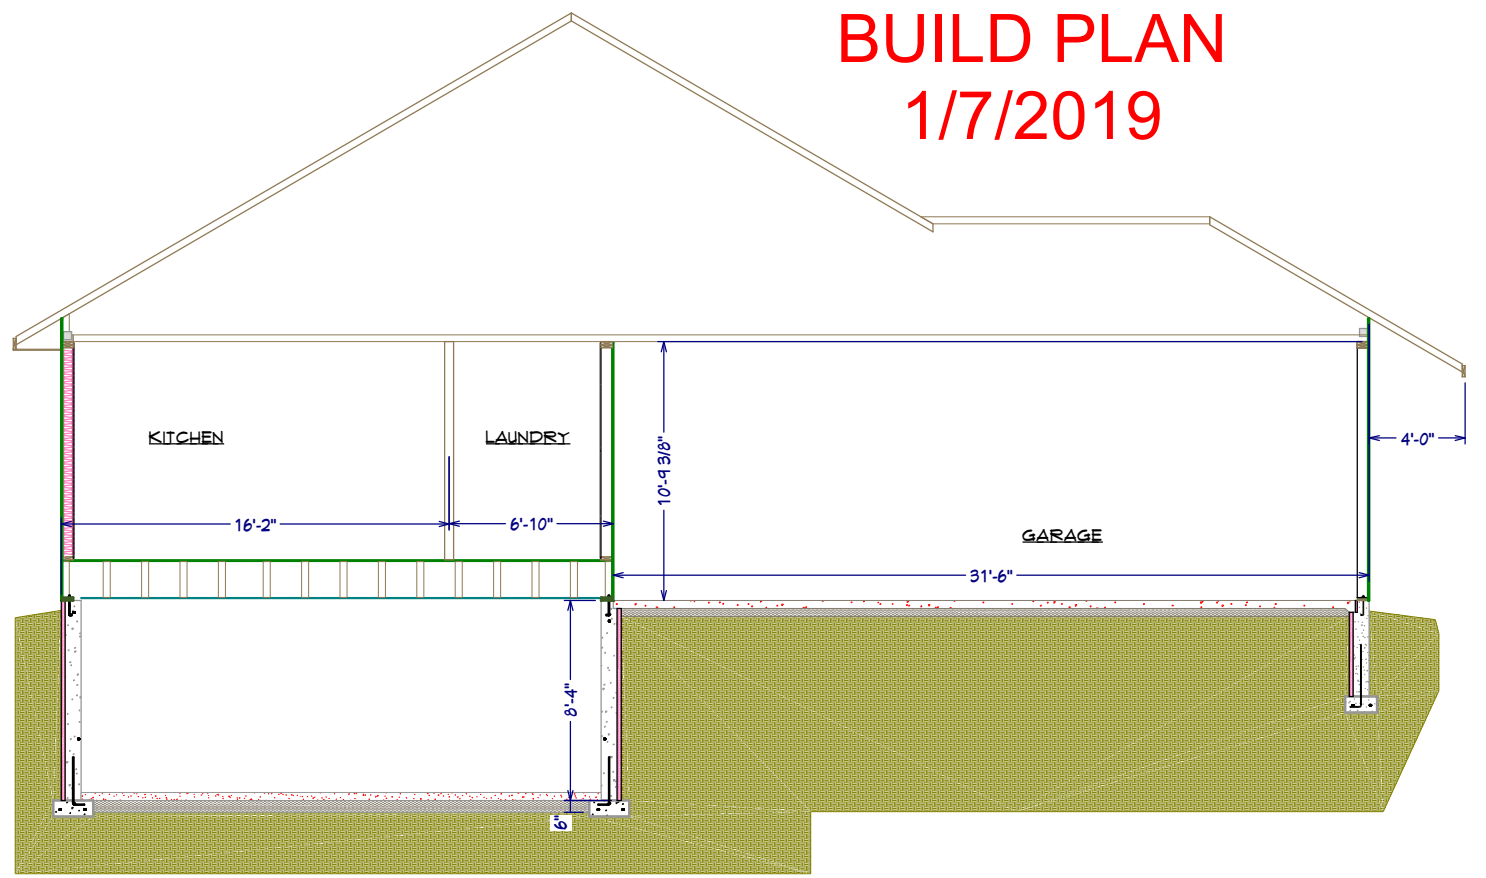 BUILD PLAN
1/7/2019
KITCHEN
LAUNDRY
4'-0"
10'-9 3/8"
16'-2"
6'-10"
GARAGE
31'-6"
8'-4"
6"